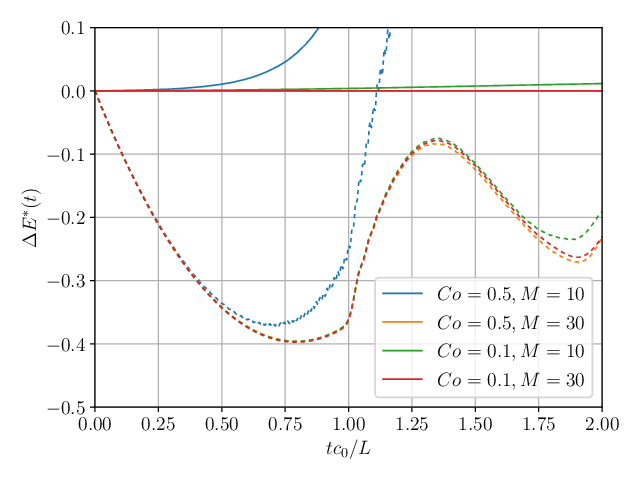 0.1
0.0
−0.1
−0.2
−0.3
−0.4
−0.5
ΔE*(t)
0.00 0.25 0.50 0.75 1.00 1.25 1.50 1.75 2.00
tc₀/L
Co = 0.5, M = 10
Co = 0.5, M = 30
Co = 0.1, M = 10
Co = 0.1, M = 30